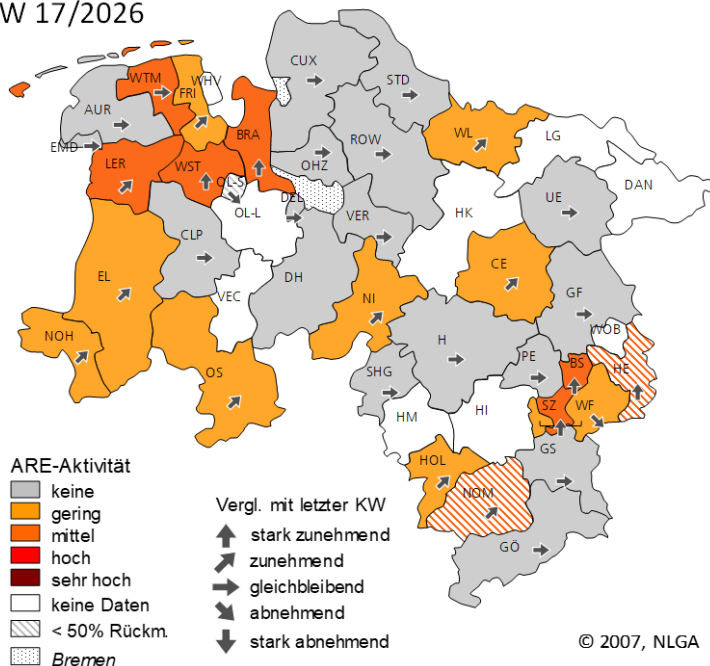 W 17/2026
CUX
STD
WTM
WHV
FRI
AUR
BRA
WL
LG
EMD
ROW
OHZ
LER
WST
OL-S
DEL
UE
DAN
OL-L
VER
HK
CLP
EL
DH
CE
NI
VEC
GF
NOH
H
WOB
OS
SHG
PE
BS
HE
HM
HI
SZ
WF
HOL
GS
NOM
GÖ
ARE-Aktivität
keine
gering
mittel
hoch
sehr hoch
keine Daten
< 50% Rückm.
Bremen
Vergl. mit letzter KW
stark zunehmend
zunehmend
gleichbleibend
abnehmend
stark abnehmend
© 2007, NLGA